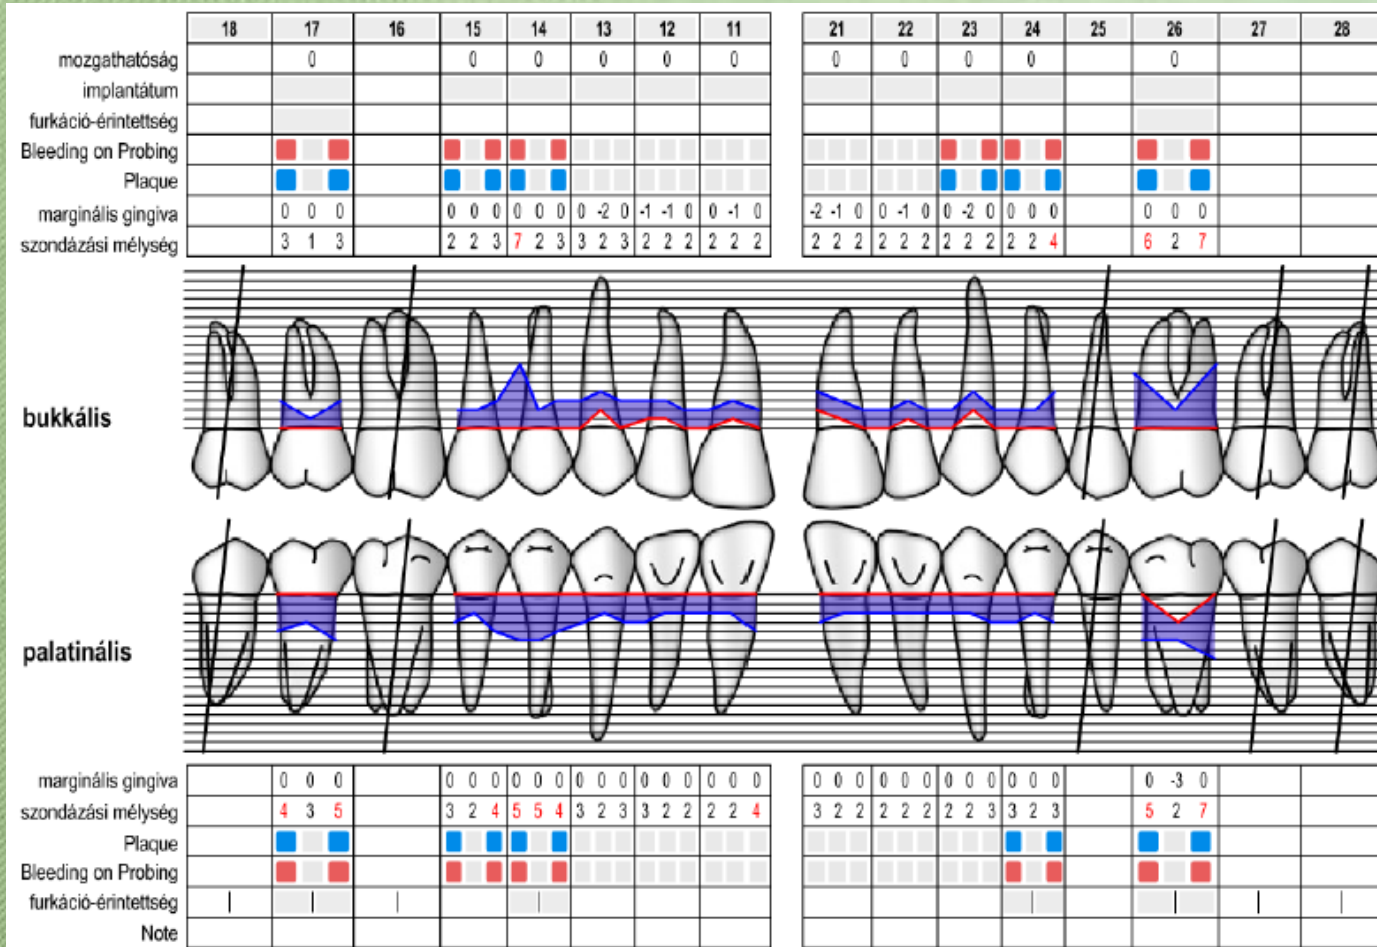 18 17 16 15 14 13 12 11 21 22 23 24 25 26 27 28
mozgathatóság 0 0 0 0 0 0 0 0 0 0 0
implantátum
furkáció-érintettség
Bleeding on Probing
Plaque
marginális gingiva 0 0 0 0 0 0 0 0 0 0 -2 0 -1 -1 0 0 -1 0 -2 -1 0 0 -1 0 0 -2 0 0 0 0 0 0 0
szondázási mélység 3 1 3 2 2 3 7 2 3 3 2 3 2 2 2 2 2 2 2 2 2 2 2 2 2 2 2 2 2 4 6 2 7
bukkális
palatinális
marginális gingiva 0 0 0 0 0 0 0 0 0 0 0 0 0 0 0 0 0 0 0 0 0 0 0 0 0 0 0 0 0 0 0 -3 0
szondázási mélység 4 3 5 3 2 4 5 5 4 3 2 3 3 2 2 2 2 4 3 2 2 2 2 2 2 2 3 3 2 3 5 2 7
Plaque
Bleeding on Probing
furkáció-érintettség
Note